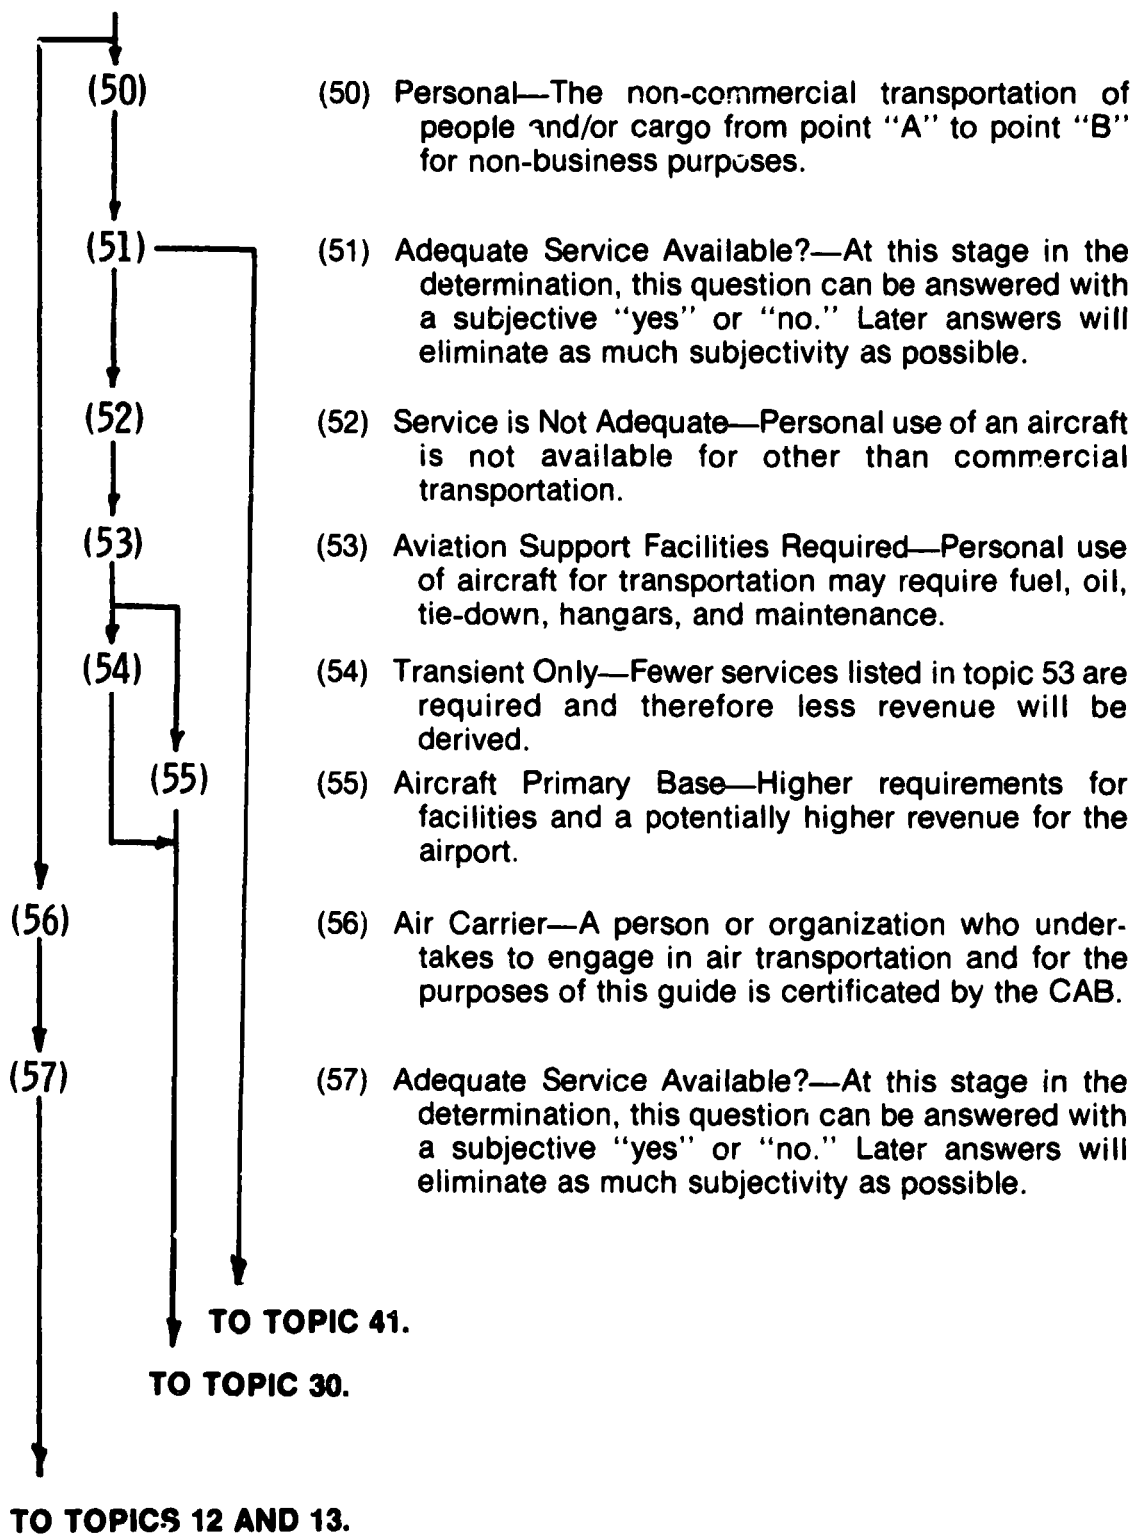 (50)
(50) Personal—The non-commercial transportation of
people and/or cargo from point “A” to point “B”
for non-business purposes.
(51)
(51) Adequate Service Available?—At this stage in the
determination, this question can be answered with
a subjective “yes” or “no.” Later answers will
eliminate as much subjectivity as possible.
(52)
(52) Service is Not Adequate—Personal use of an aircraft
is not available for other than commercial
transportation.
(53)
(53) Aviation Support Facilities Required—Personal use
of aircraft for transportation may require fuel, oil,
tie-down, hangars, and maintenance.
(54)
(54) Transient Only—Fewer services listed in topic 53 are
required and therefore less revenue will be
derived.
(55)
(55) Aircraft Primary Base—Higher requirements for
facilities and a potentially higher revenue for the
airport.
(56)
(56) Air Carrier—A person or organization who under-
takes to engage in air transportation and for the
purposes of this guide is certificated by the CAB.
(57)
(57) Adequate Service Available?—At this stage in the
determination, this question can be answered with
a subjective “yes” or “no.” Later answers will
eliminate as much subjectivity as possible.
TO TOPIC 41.
TO TOPIC 30.
TO TOPICS 12 AND 13.